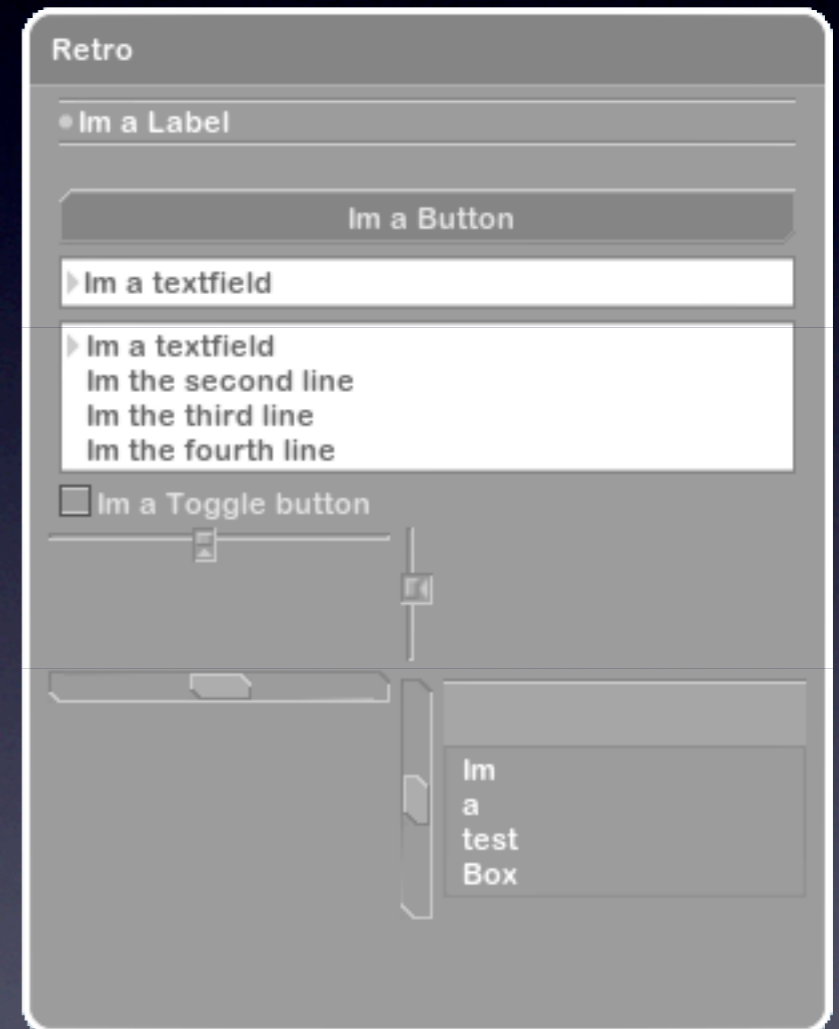 Retro
Im a Label
Im a Button
Im a textfield
Im a textfield
Im the second line
Im the third line
Im the fourth line
Im a Toggle button
Im
a
test
Box